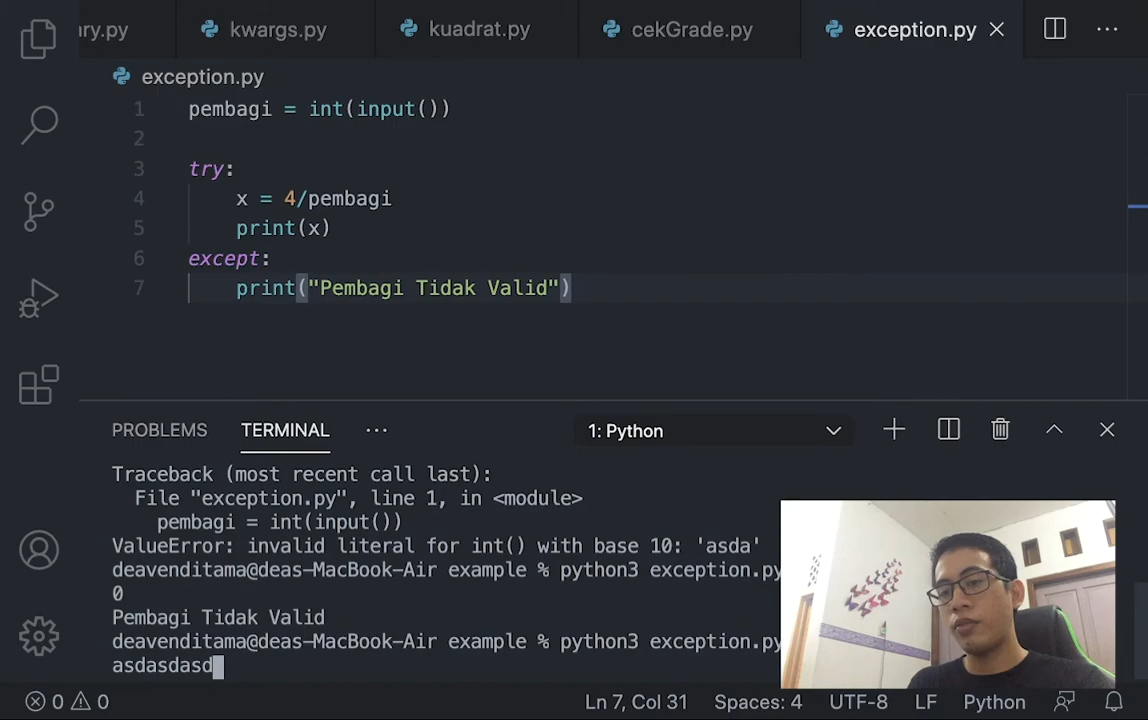 ry.py kwargs.py kuadrat.py cekGrade.py exception.py
exception.py
1 pembagi = int(input())
2
3 try:
4 x = 4/pembagi
5 print(x)
6 except:
7 print("Pembagi Tidak Valid")
PROBLEMS TERMINAL 1: Python
Traceback (most recent call last):
File "exception.py", line 1, in <module>
pembagi = int(input())
ValueError: invalid literal for int() with base 10: 'asda'
deavenditama@deas-MacBook-Air example % python3 exception.py
0
Pembagi Tidak Valid
deavenditama@deas-MacBook-Air example % python3 exception.py
asdasdasd
0 0 Ln 7, Col 31 Spaces: 4 UTF-8 LF Python